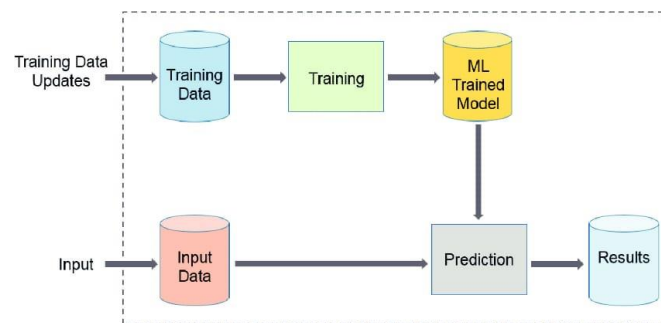 Training Data
Updates
Training
Data
Training
ML
Trained
Model
Input
Input
Data
Prediction
Results